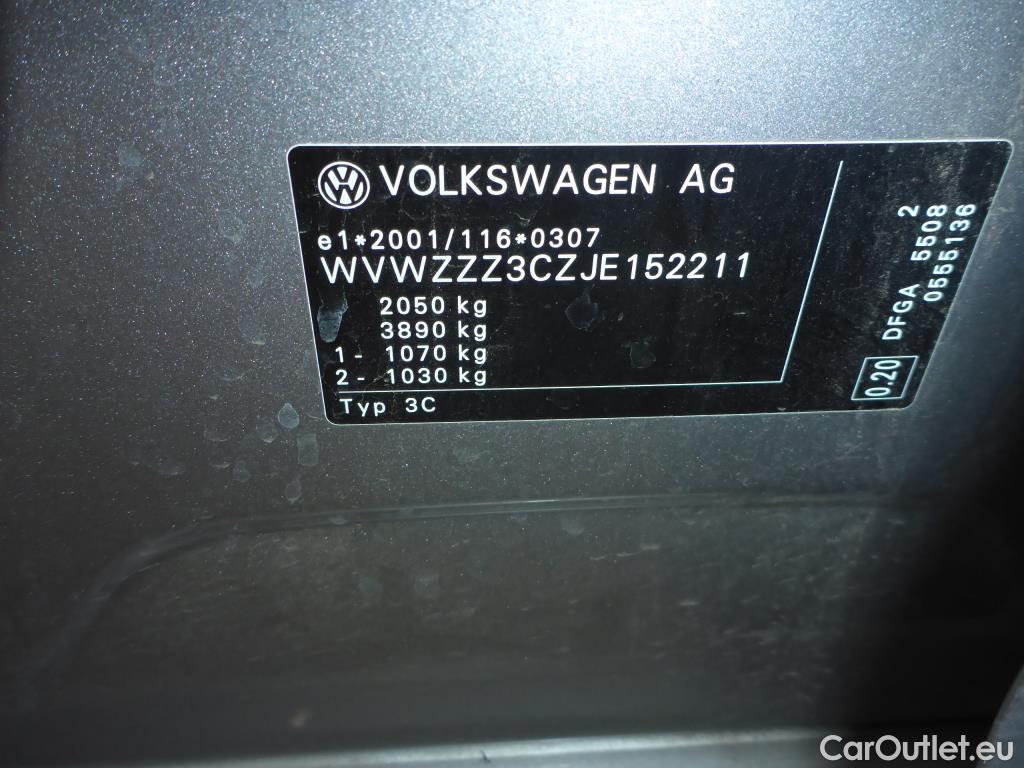 VOLKSWAGEN AG
e1*2001/116*0307
WVWZZZ3CZJE152211
2050 kg
3890 kg
1 - 1070 kg
2 - 1030 kg
Typ 3C
2
DFGA 5508
0555136
0.20
CarOutlet.eu